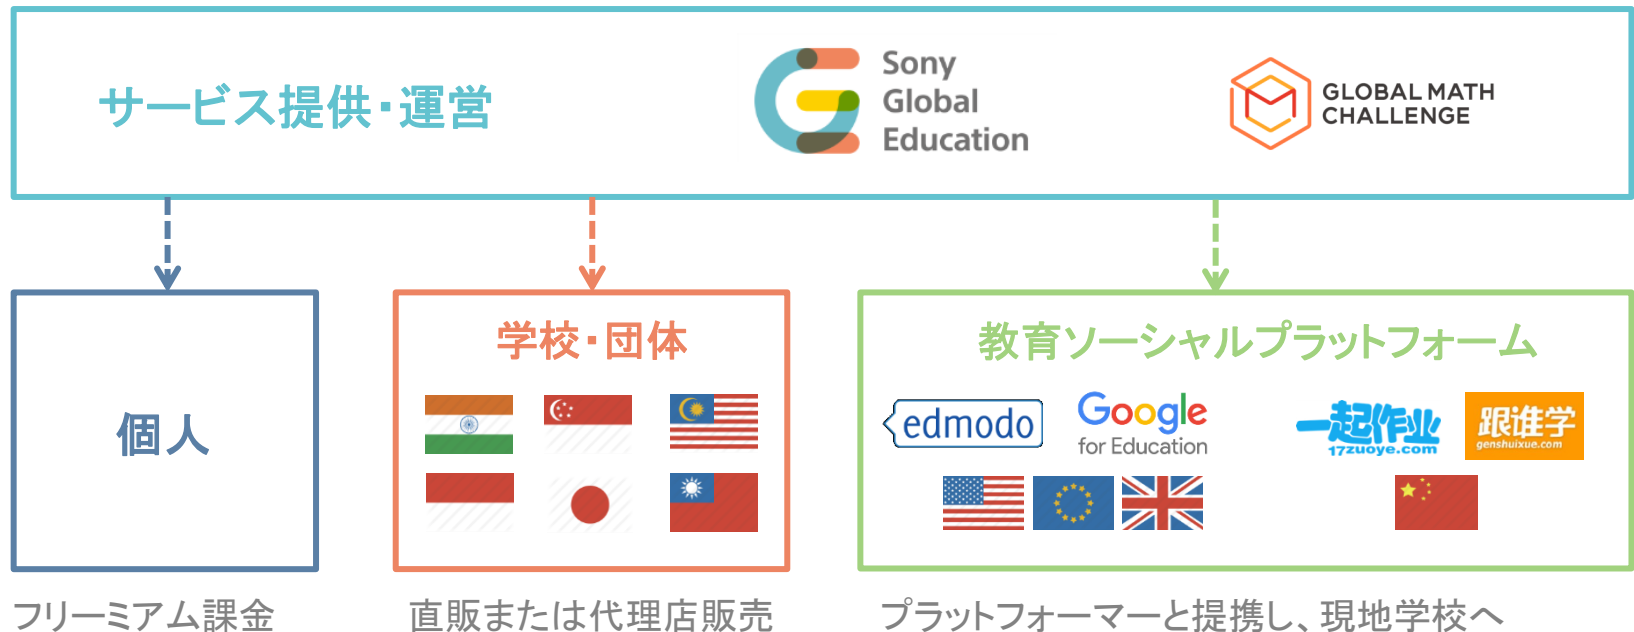 サービス提供・運営
Sony
Global
Education
GLOBAL MATH
CHALLENGE
個人
フリーミアム課金
学校・団体
直販または代理店販売
教育ソーシャルプラットフォーム
edmodo
Google
for Education
一起作业
17zuoye.com
跟谁学
genshuixue.com
プラットフォーマーと提携し、現地学校へ